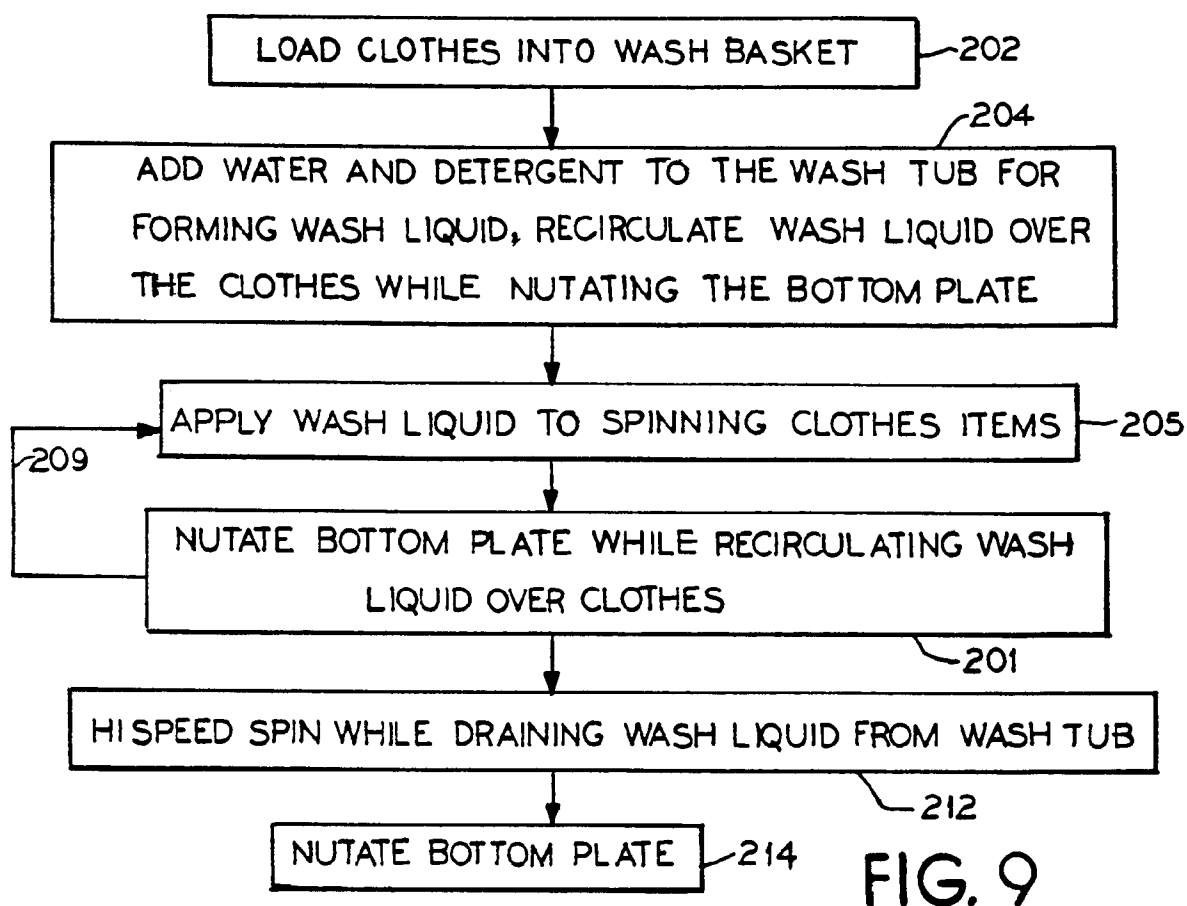 LOAD CLOTHES INTO WASH BASKET
202
204
ADD WATER AND DETERGENT TO THE WASH TUB FOR
FORMING WASH LIQUID, RECIRCULATE WASH LIQUID OVER
THE CLOTHES WHILE NUTATING THE BOTTOM PLATE
APPLY WASH LIQUID TO SPINNING CLOTHES ITEMS
205
209
NUTATE BOTTOM PLATE WHILE RECIRCULATING WASH
LIQUID OVER CLOTHES
201
HI SPEED SPIN WHILE DRAINING WASH LIQUID FROM WASH TUB
212
NUTATE BOTTOM PLATE
214
FIG. 9